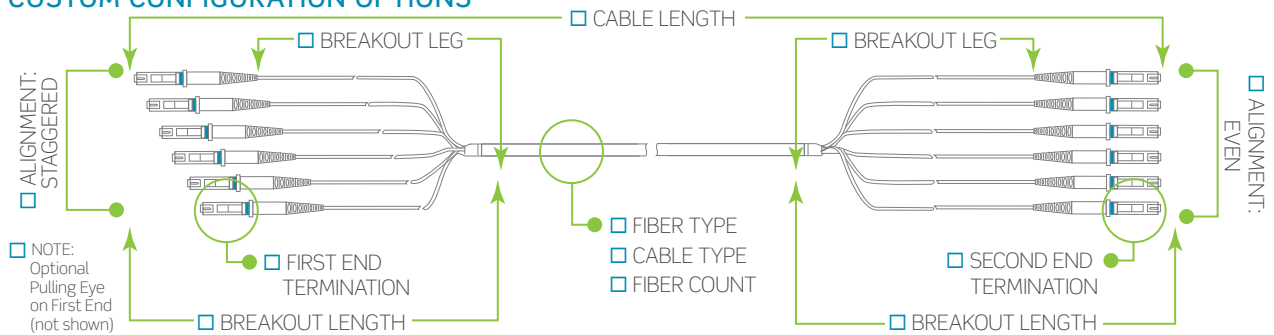 CUSTOM CONFIGURATION OPTIONS
CABLE LENGTH
BREAKOUT LEG
BREAKOUT LEG
ALIGNMENT:
STAGGERED
ALIGNMENT:
EVEN
FIBER TYPE
CABLE TYPE
FIBER COUNT
NOTE:
Optional
Pulling Eye
on First End
(not shown)
FIRST END
TERMINATION
SECOND END
TERMINATION
BREAKOUT LENGTH
BREAKOUT LENGTH